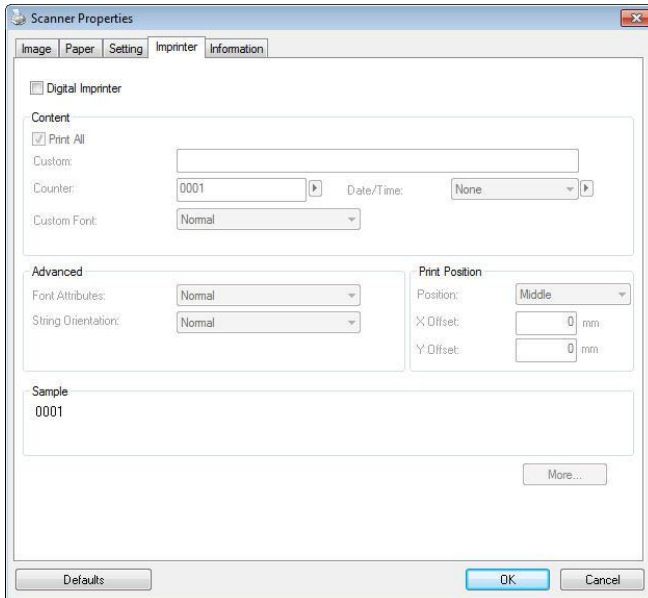 Scanner Properties
Image Paper Setting Imprinter Information
Digital Imprinter
Content
Print All
Custom:
Counter: 0001 Date/Time: None
Custom Font: Normal
Advanced
Font Attributes: Normal
String Orientation: Normal
Print Position
Position: Middle
X Offset: 0 mm
Y Offset: 0 mm
Sample
0001
More...
Defaults OK Cancel